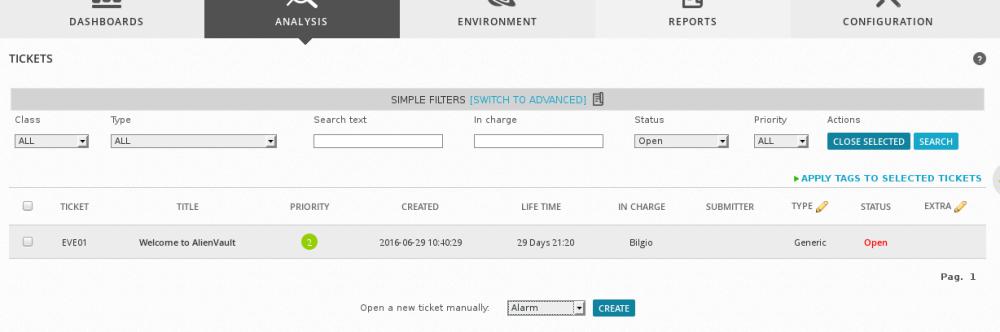 DASHBOARDS ANALYSIS ENVIRONMENT REPORTS CONFIGURATION
TICKETS ?
SIMPLE FILTERS [SWITCH TO ADVANCED]
Class Type Search text In charge Status Priority Actions
ALL ALL Open ALL CLOSE SELECTED SEARCH
APPLY TAGS TO SELECTED TICKETS
TICKET TITLE PRIORITY CREATED LIFE TIME IN CHARGE SUBMITTER TYPE STATUS EXTRA
EVE01 Welcome to AlienVault 2 2016-06-29 10:40:29 29 Days 21:20 Bilgio Generic Open
Pag. 1
Open a new ticket manually: Alarm CREATE